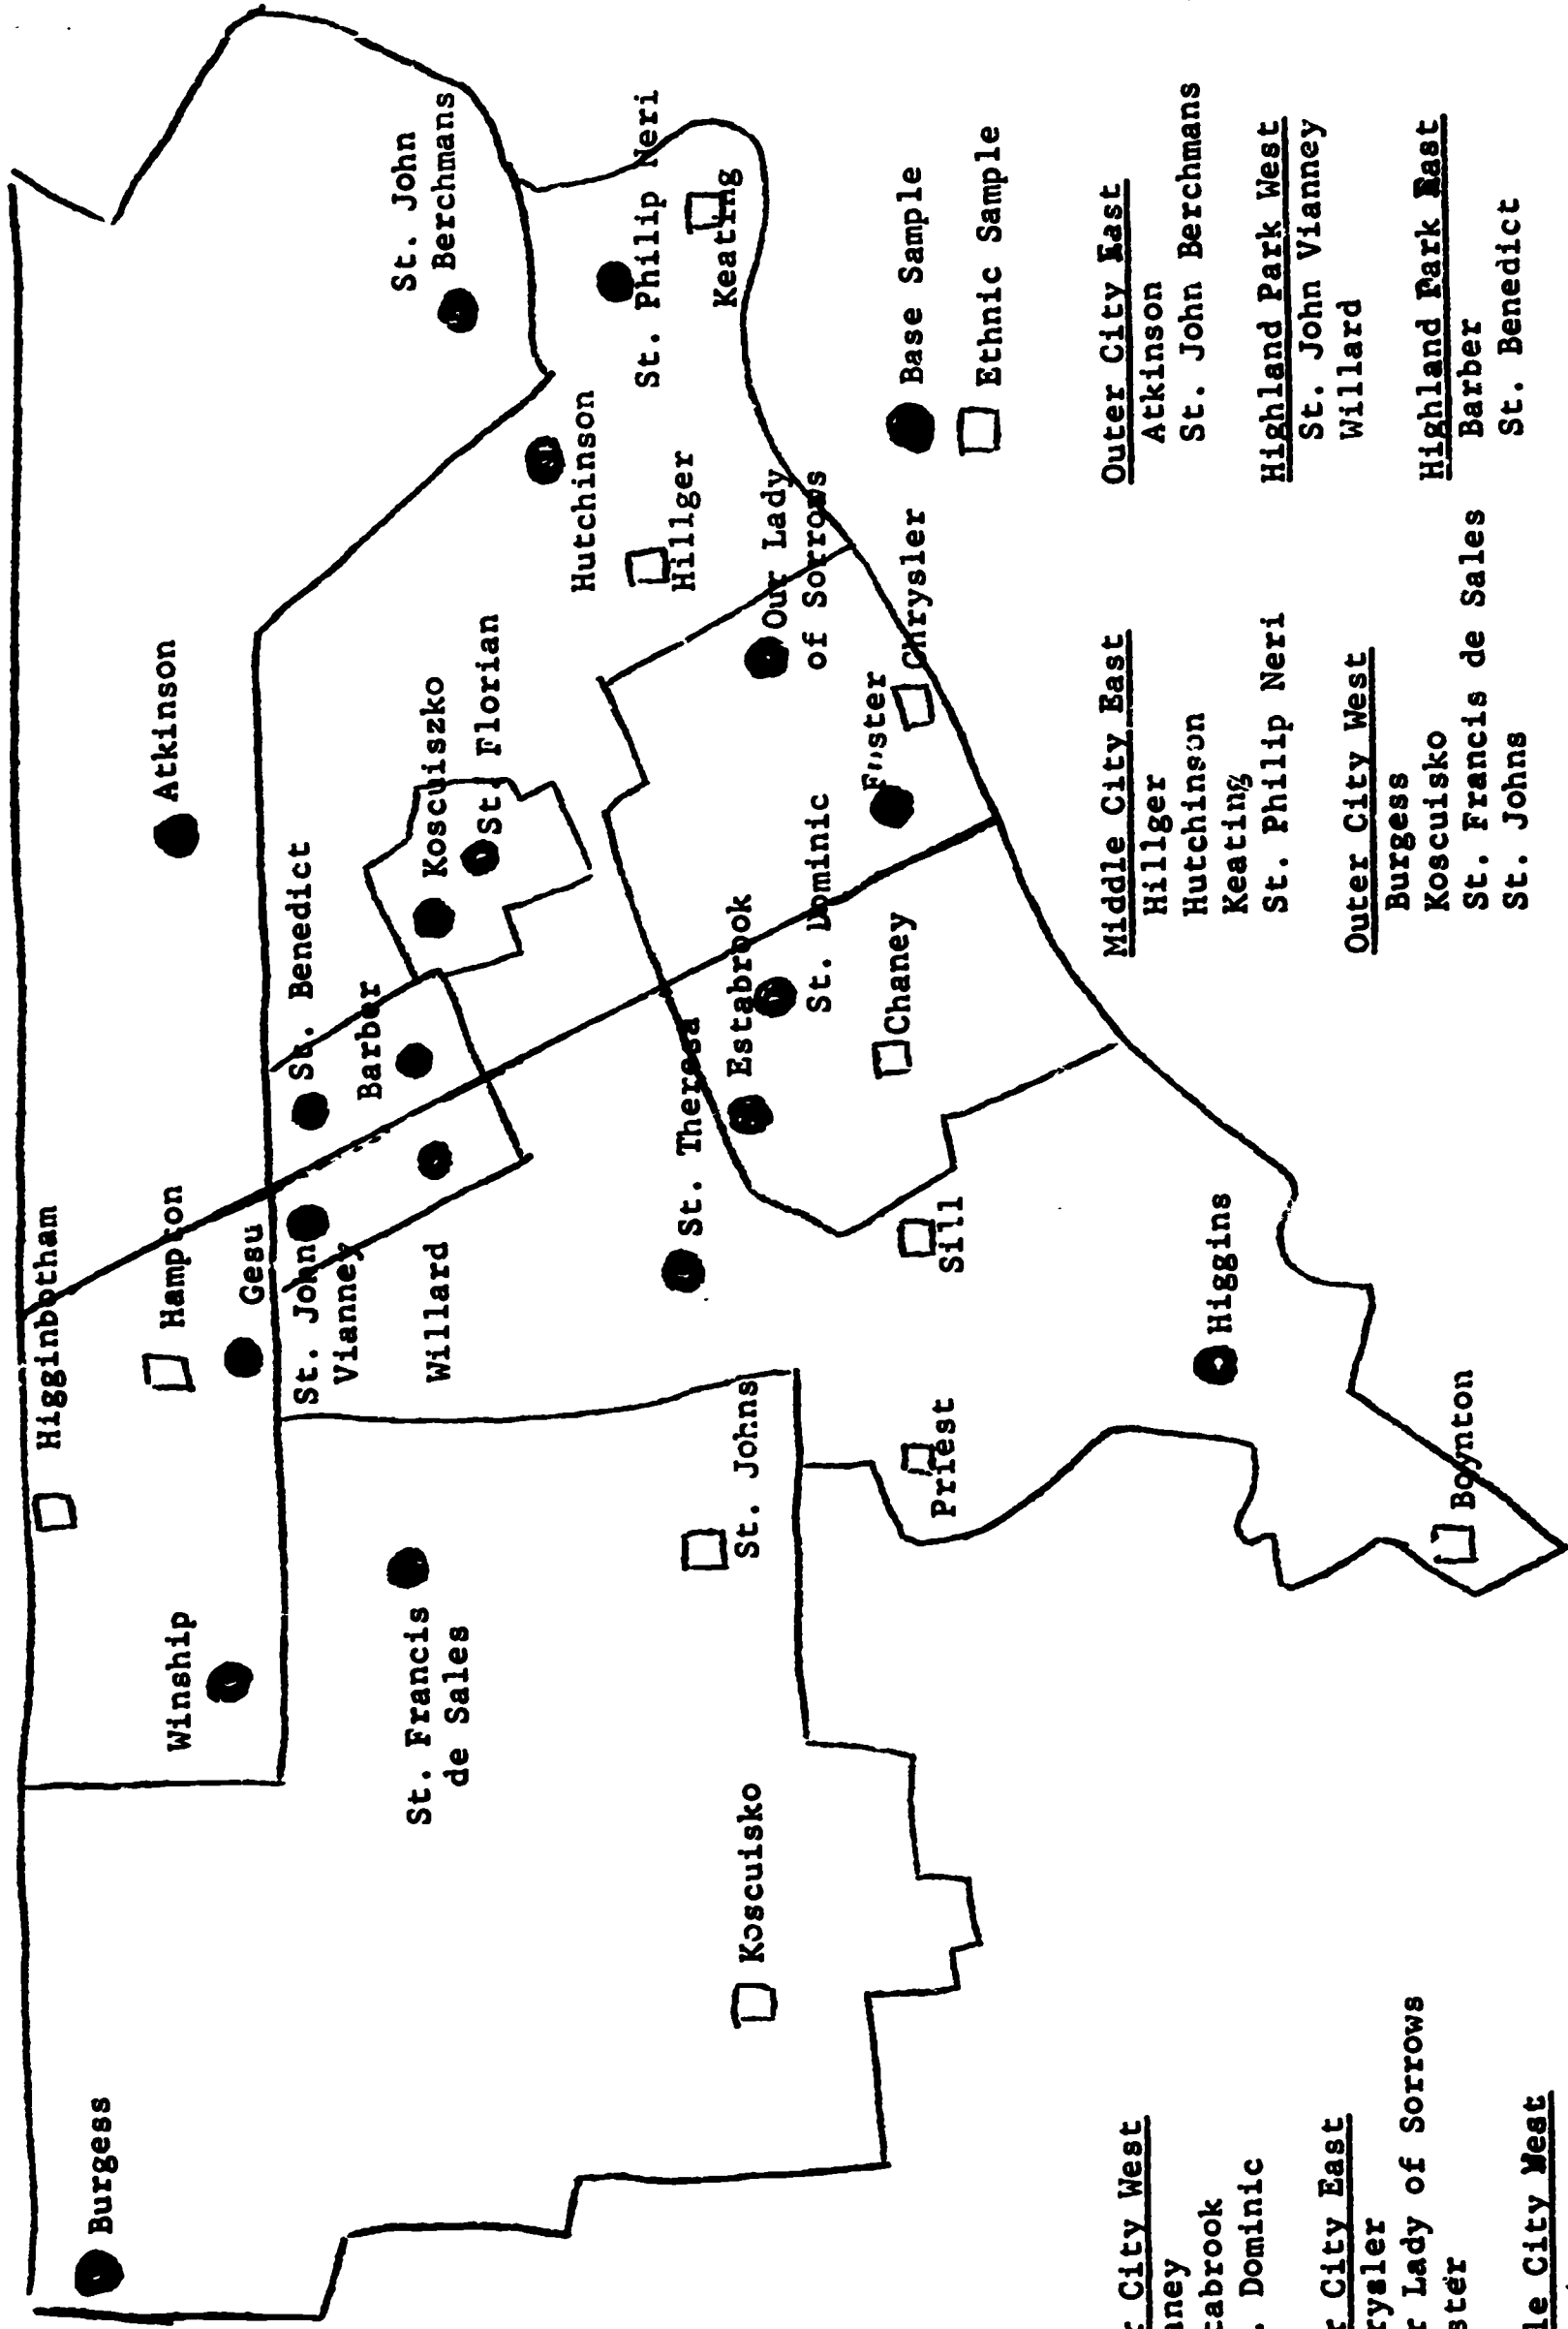 Burgess
Winship
Higinbotham
Hampton
Gesu
Atkinson
St. Benedict
Barber
St. John
Vianney
Willard
Koscuiszko
St. Florian
St. John
Berchmans
St. Francis
de Sales
Hutchinson
Hillger
St. Philip Neri
Keating
St. Theresa
Estabrook
St. Dominic
Our Lady
of Sorrows
St. Johns
Koscuisko
Priest
Sill
Chaney
Chrysler
Higgins
Boynton
Base Sample
Ethnic Sample
City West
Estabrook
Dominic
City East
Lady of Sorrows
City West
Middle City East
Hillger
Hutchinson
Keating
St. Philip Neri
Outer City West
Burgess
Koscuisko
St. Francis de Sales
St. Johns
Outer City East
Atkinson
St. John Berchmans
Highland Park West
St. John Vianney
Willard
Highland Park East
Barber
St. Benedict